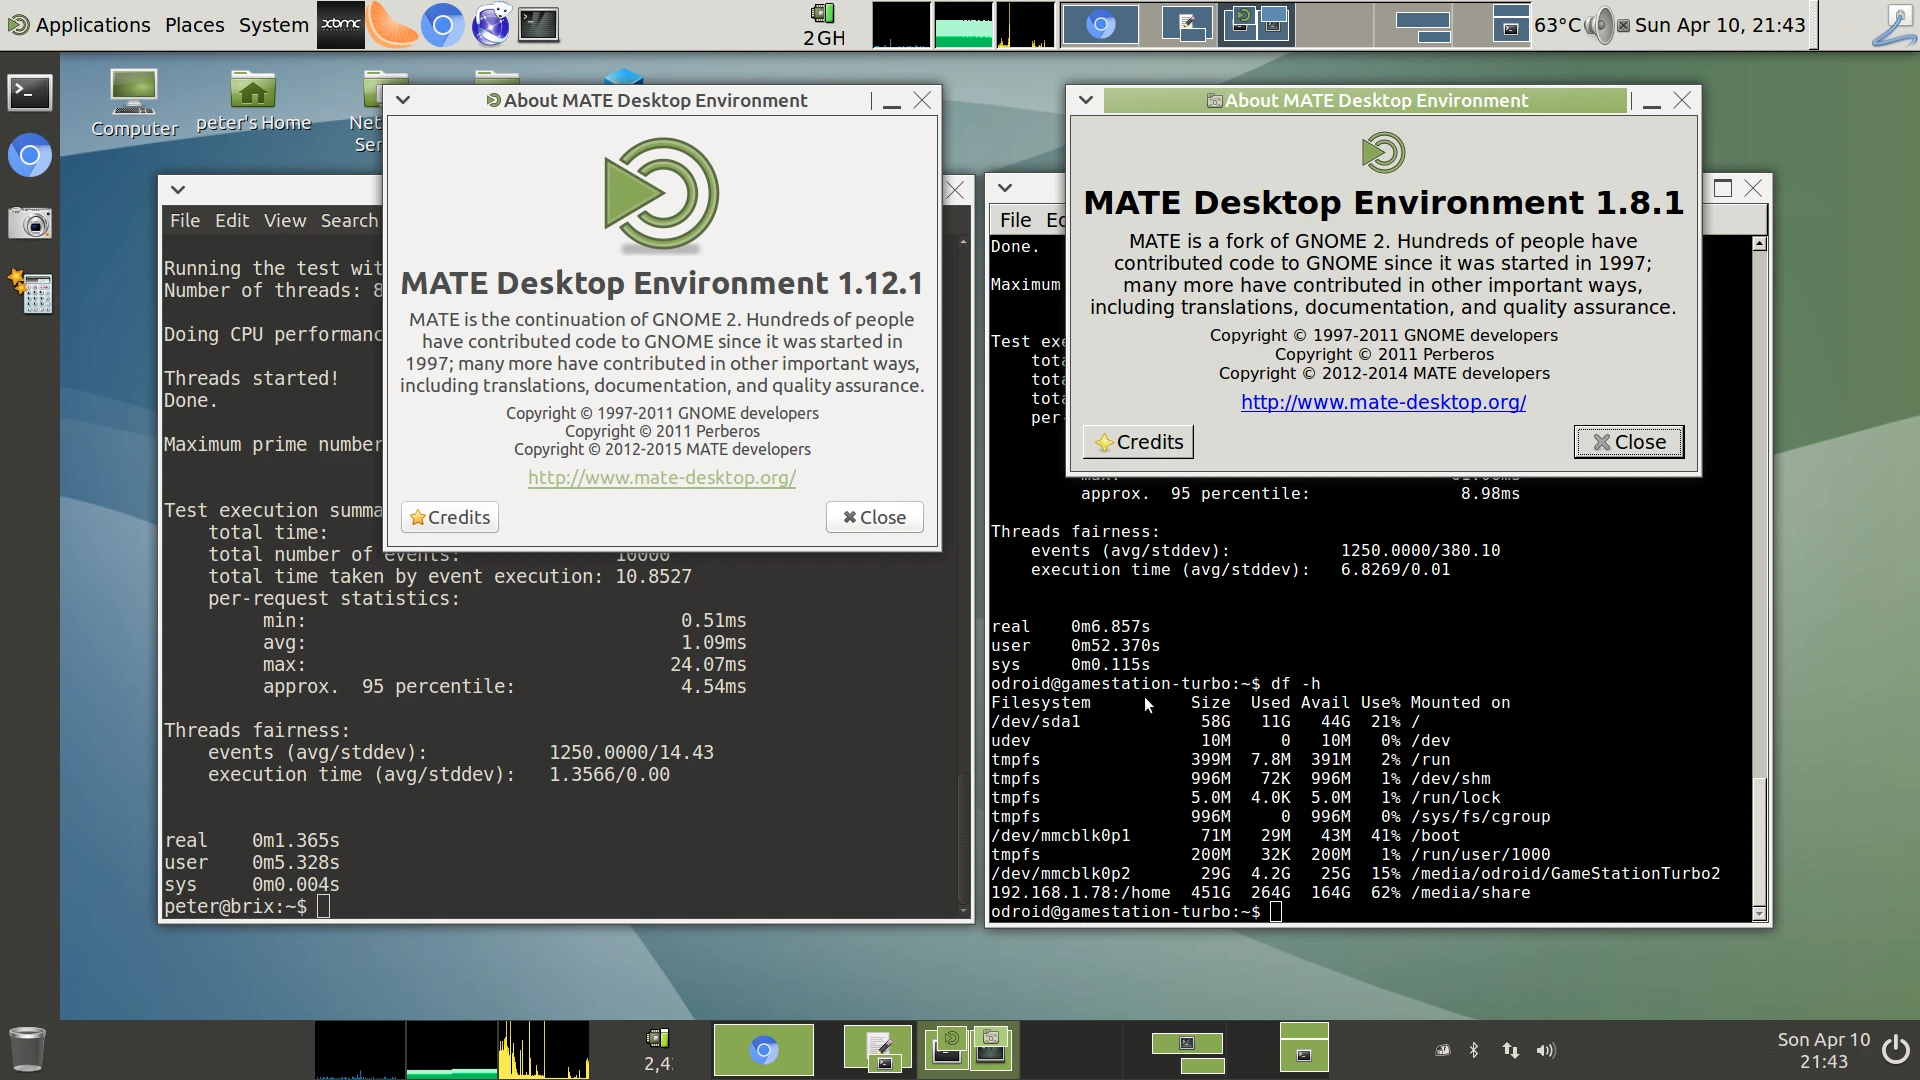 Applications Places System xbmc
2 GH
63°C
Sun Apr 10, 21:43
Computer
peter's Home
Net
Ser
About MATE Desktop Environment
MATE Desktop Environment 1.12.1
MATE is the continuation of GNOME 2. Hundreds of people
have contributed code to GNOME since it was started in
1997; many more have contributed in other important ways,
including translations, documentation, and quality assurance.
Copyright © 1997-2011 GNOME developers
Copyright © 2011 Perberos
Copyright © 2012-2015 MATE developers
http://www.mate-desktop.org/
Credits
Close
About MATE Desktop Environment
MATE Desktop Environment 1.8.1
MATE is a fork of GNOME 2. Hundreds of people have
contributed code to GNOME since it was started in 1997;
many more have contributed in other important ways,
including translations, documentation, and quality assurance.
Copyright © 1997-2011 GNOME developers
Copyright © 2011 Perberos
Copyright © 2012-2014 MATE developers
http://www.mate-desktop.org/
Credits
Close
File Edit View Search
Running the test wit
Number of threads: 8
Doing CPU performanc
Threads started!
Done.
Maximum prime number
Test execution summa
total time:
total number of events: 10000
total time taken by event execution: 10.8527
per-request statistics:
min: 0.51ms
avg: 1.09ms
max: 24.07ms
approx. 95 percentile: 4.54ms
Threads fairness:
events (avg/stddev): 1250.0000/14.43
execution time (avg/stddev): 1.3566/0.00
real 0m1.365s
user 0m5.328s
sys 0m0.004s
peter@brix:~$
File Ed
Done.
Maximum
Test exe
tota
tota
tota
per-
approx. 95 percentile: 8.98ms
Threads fairness:
events (avg/stddev): 1250.0000/380.10
execution time (avg/stddev): 6.8269/0.01
real 0m6.857s
user 0m52.370s
sys 0m0.115s
odroid@gamestation-turbo:~$ df -h
Filesystem Size Used Avail Use% Mounted on
/dev/sda1 58G 11G 44G 21% /
udev 10M 0 10M 0% /dev
tmpfs 399M 7.8M 391M 2% /run
tmpfs 996M 72K 996M 1% /dev/shm
tmpfs 5.0M 4.0K 5.0M 1% /run/lock
tmpfs 996M 0 996M 0% /sys/fs/cgroup
/dev/mmcblk0p1 71M 29M 43M 41% /boot
tmpfs 200M 32K 200M 1% /run/user/1000
/dev/mmcblk0p2 29G 4.2G 25G 15% /media/odroid/GameStationTurbo2
192.168.1.78:/home 451G 264G 164G 62% /media/share
odroid@gamestation-turbo:~$
2,4
Son Apr 10
21:43